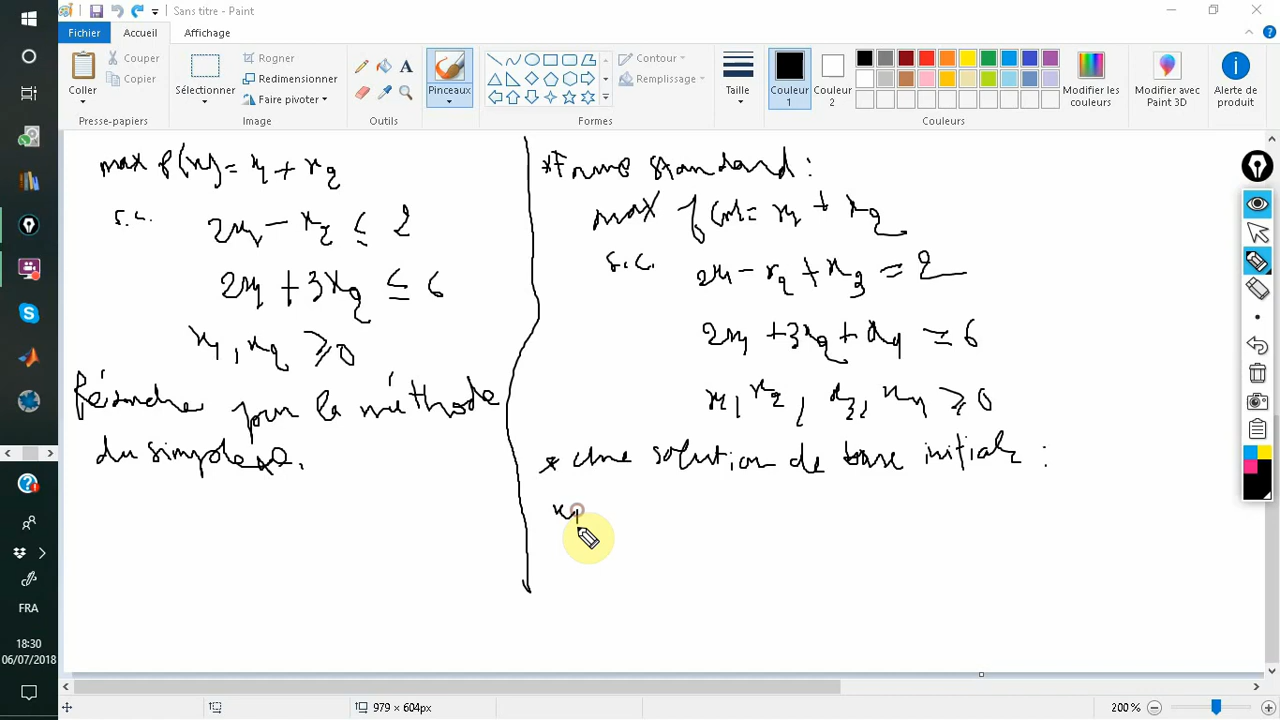 Sans titre - Paint
Fichier Accueil Affichage
Coller
Couper
Copier
Presse-papiers
Sélectionner
Rogner
Redimensionner
Faire pivoter
Image
Outils
Pinceaux
Contour
Remplissage
Formes
Taille
Couleur 1
Couleur 2
Modifier les couleurs
Couleurs
Modifier avec Paint 3D
Alerte de produit
max f(x) = x1 + x2
s.c. 2x1 - x2 ≤ 2
2x1 + 3x2 ≤ 6
x1, x2 ≥ 0
Résoudre par la méthode
du simplexe.
*Forme standard :
max f(x) = x1 + x2
s.c. 2x1 - x2 + x3 = 2
2x1 + 3x2 + x4 = 6
x1, x2, x3, x4 ≥ 0
* Une solution de base initiale :
x1
FRA
18:30
06/07/2018
979 × 604px
200 %